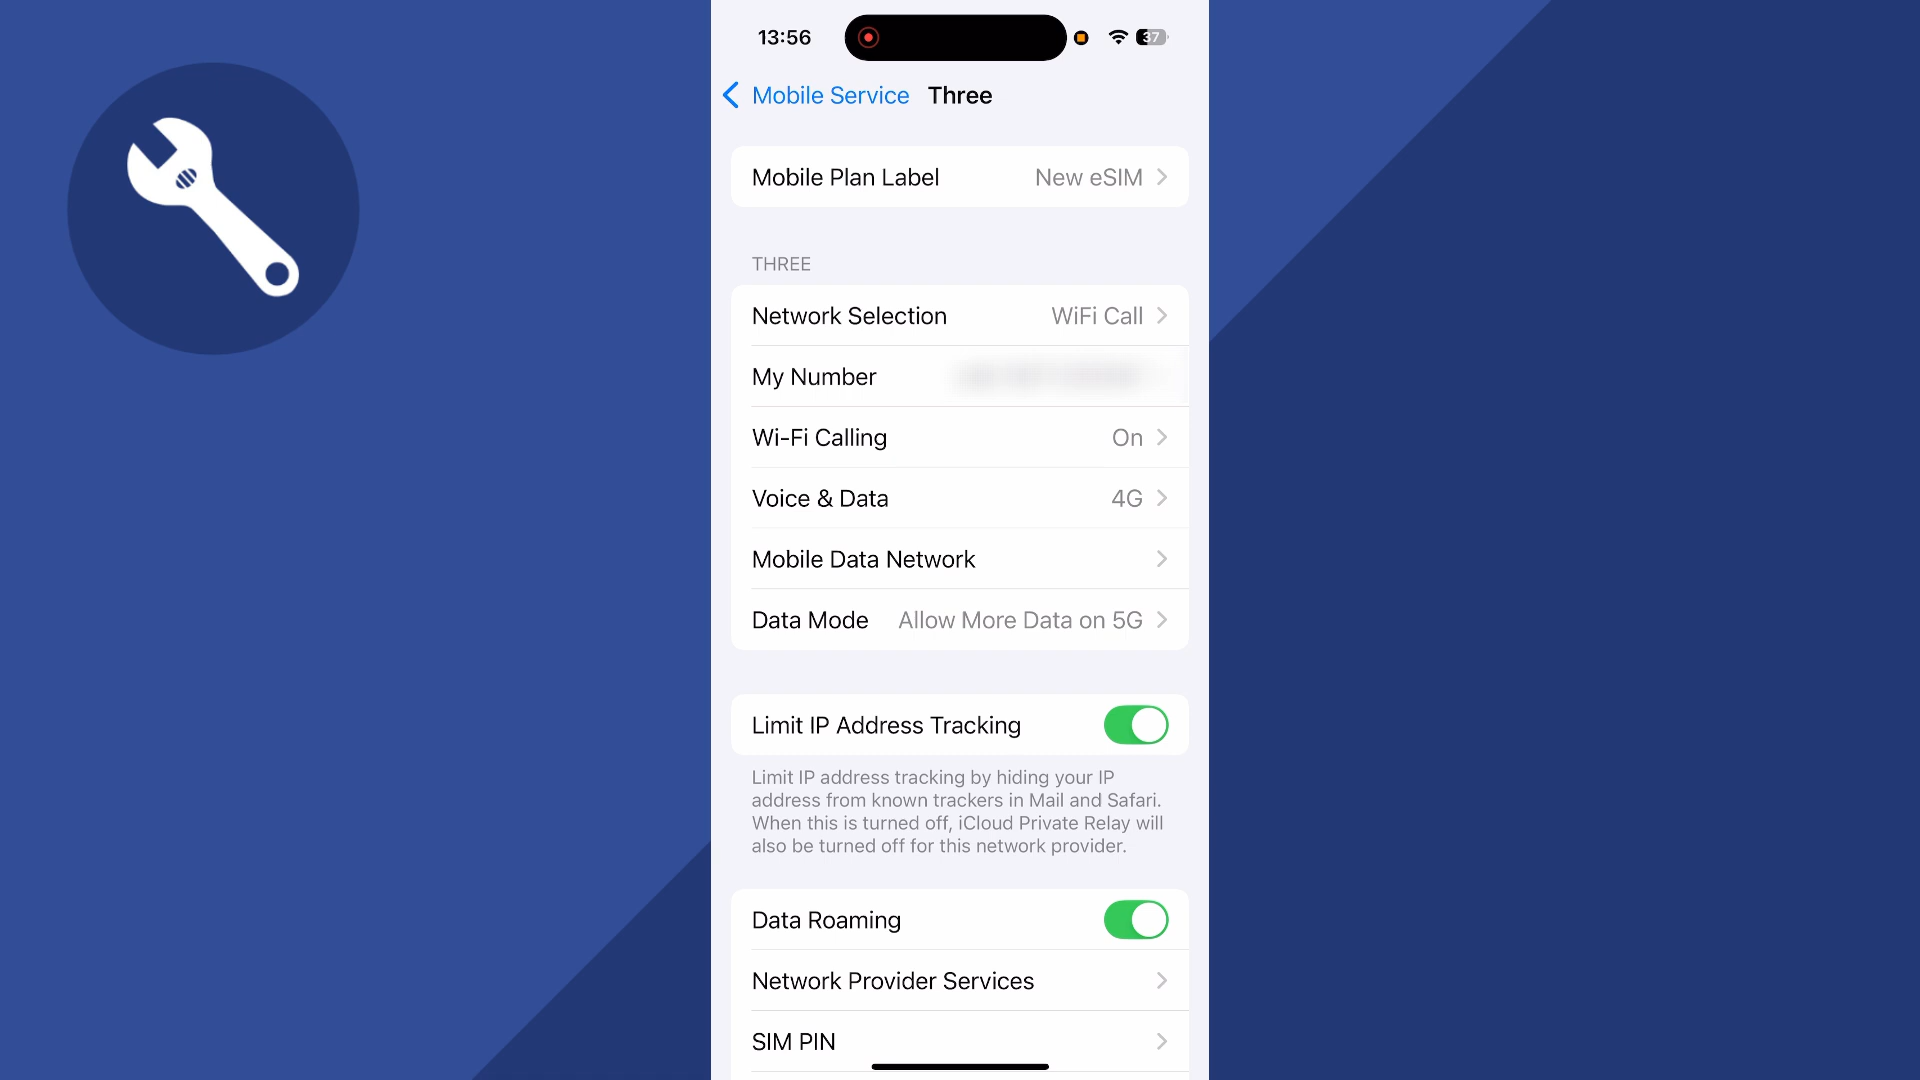 13:56
37
Mobile Service Three
Mobile Plan Label New eSIM
THREE
Network Selection WiFi Call
My Number
Wi-Fi Calling On
Voice & Data 4G
Mobile Data Network
Data Mode Allow More Data on 5G
Limit IP Address Tracking
Limit IP address tracking by hiding your IP
address from known trackers in Mail and Safari.
When this is turned off, iCloud Private Relay will
also be turned off for this network provider.
Data Roaming
Network Provider Services
SIM PIN